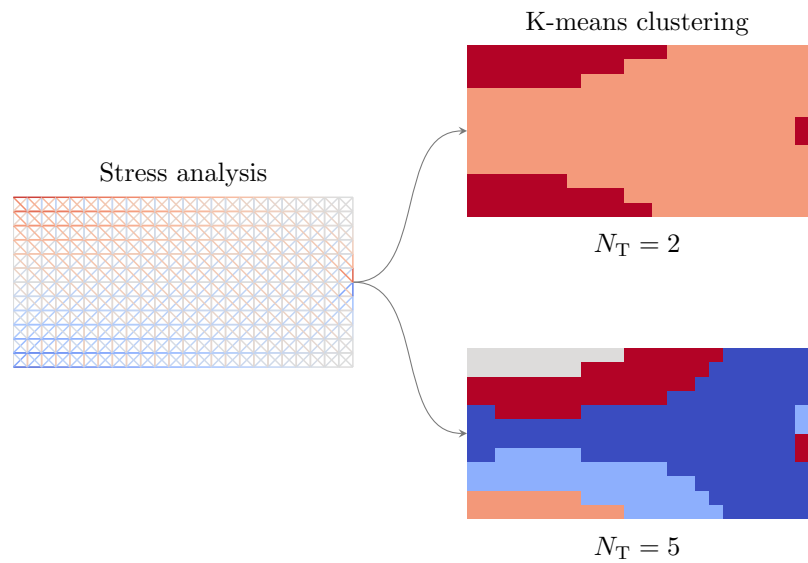 K-means clustering
Stress analysis
N_T = 2
N_T = 5